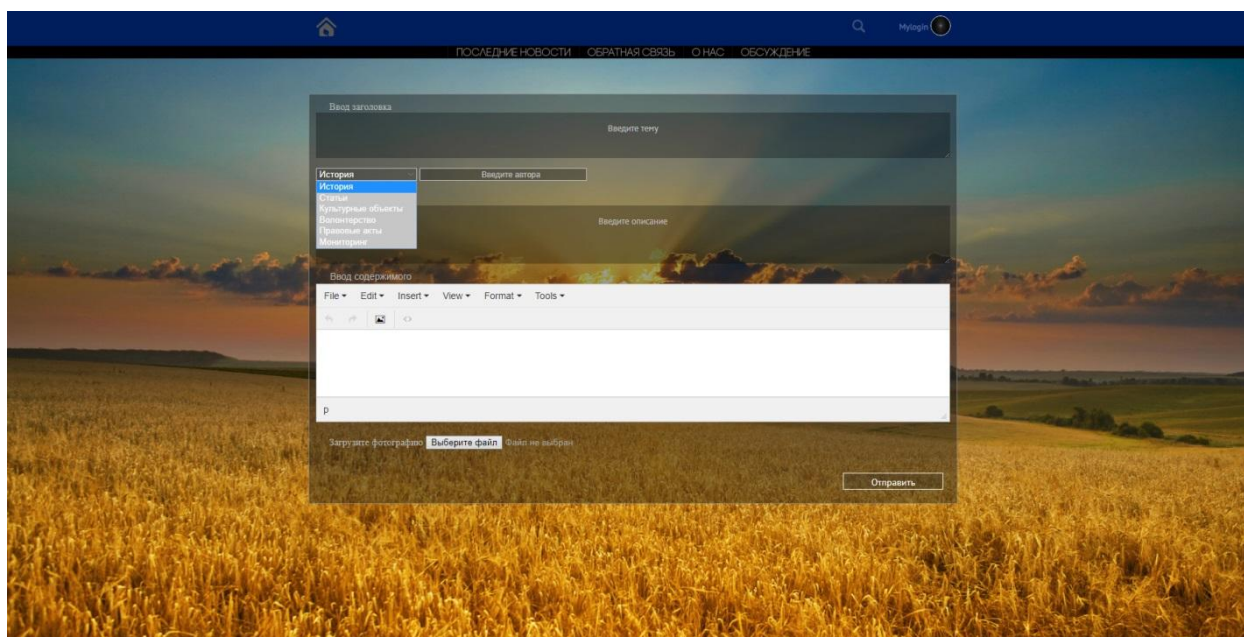 Mylogin
ПОСЛЕДНИЕ НОВОСТИ ОБРАТНАЯ СВЯЗЬ О НАС ОБСУЖДЕНИЕ
Ввод заголовка
Введите тему
История Введите автора
История
Статьи
Культурные объекты
Волонтерство
Правовые акты
Мониторинг
Введите описание
Ввод содержимого
File Edit Insert View Format Tools
p
Загрузите фотографию Выберите файл Файл не выбран
Отправить